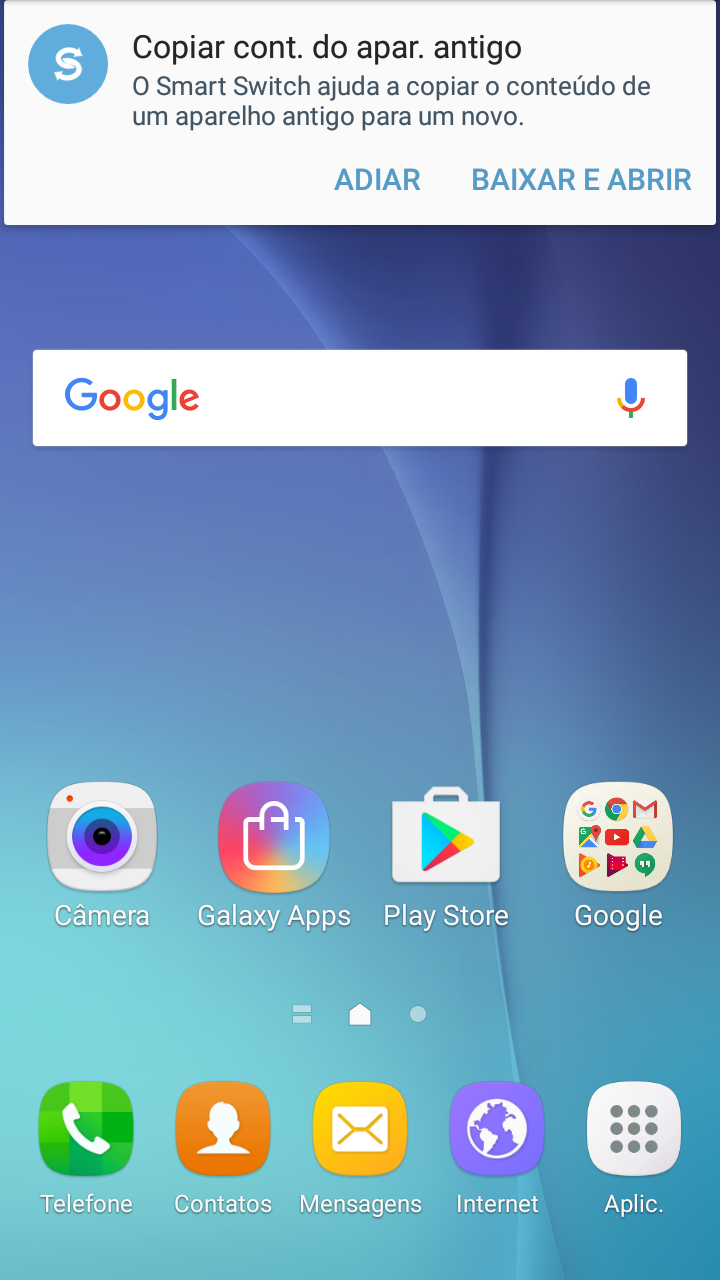 Copiar cont. do apar. antigo
O Smart Switch ajuda a copiar o conteúdo de
um aparelho antigo para um novo.
ADIAR BAIXAR E ABRIR
Google
Câmera Galaxy Apps Play Store Google
Telefone Contatos Mensagens Internet Aplic.